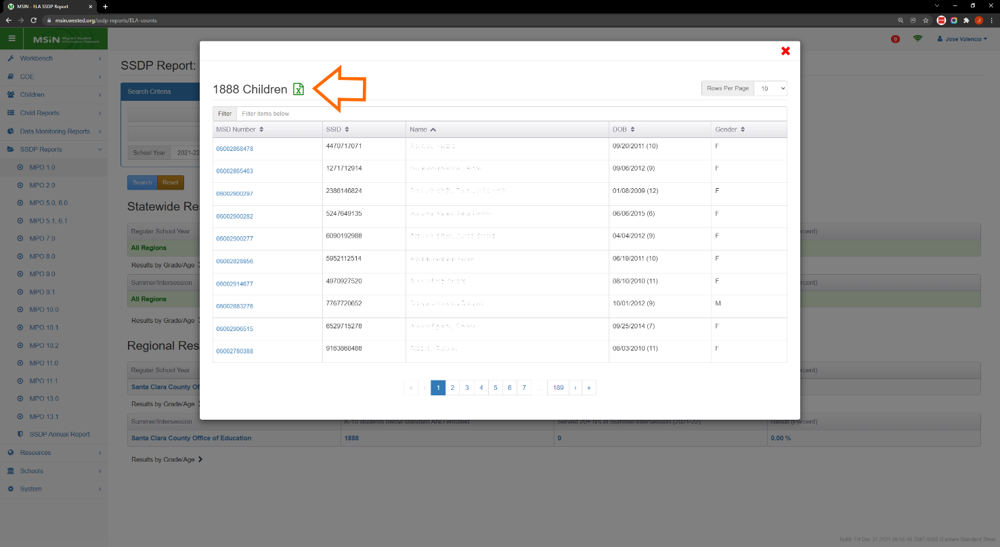 MSIN - ELA SSDP Report
msin.wested.org/ssdp-reports/ELA-counts
J
MSIN Migrant Student Information Network
0
Jose Valencia
Workbench
COE
Children
Child Reports
Data Monitoring Reports
SSDP Reports
MPO 1.0
MPO 2.0
MPO 5.0, 6.0
MPO 5.1, 6.1
MPO 7.0
MPO 8.0
MPO 9.0
MPO 9.1
MPO 10.0
MPO 10.1
MPO 10.2
MPO 11.0
MPO 11.1
MPO 13.0
MPO 13.1
SSDP Annual Report
Resources
Schools
System
SSDP Report:
Search Criteria
School Year 2021-22
Search Reset
Statewide Re
Regular School Year
All Regions
Results by Grade/Age
Summer/Intersession
All Regions
Results by Grade/Age
Regional Res
Regular School Year
Santa Clara County Of
Results by Grade/Age
1888 Children
Rows Per Page 10
Filter Filter items below
MSD Number SSID Name DOB Gender
06002868478 4470717071 09/20/2011 (10) F
06002865463 1271712914 09/06/2012 (9) F
06002900297 2386146824 01/08/2009 (12) F
06002900282 5247649135 06/06/2015 (6) F
06002900277 6090192988 04/04/2012 (9) F
06002828956 5952112514 06/19/2011 (10) F
06002914677 4970927520 08/10/2010 (11) F
06002883276 7767720652 10/01/2012 (9) M
06002906515 6529715278 09/25/2014 (7) F
06002780388 9163868488 08/03/2010 (11) F
« ‹ 1 2 3 4 5 6 7 ... 189 › »
rcent)
rcent)
rcent)
Summer/Intersession K-10 students below standard AND enrolled Served 20+ hrs in Summer/Intersession (2021-22) Result (Percent)
Santa Clara County Office of Education 1888 0 0.00 %
Results by Grade/Age
Build: Fri Dec 31 2021 06:55:40 GMT-0500 (Eastern Standard Time)